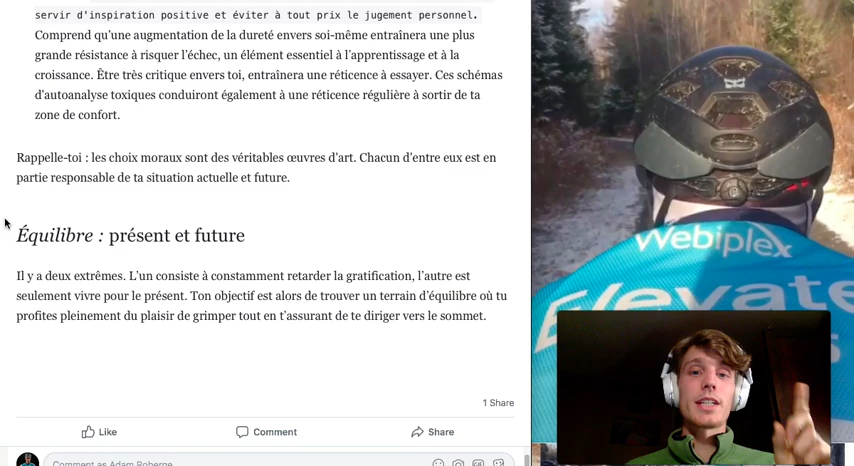 servir d'inspiration positive et éviter à tout prix le jugement personnel.
Comprend qu'une augmentation de la dureté envers soi-même entraînera une plus
grande résistance à risquer l'échec, un élément essentiel à l'apprentissage et à la
croissance. Être très critique envers toi, entraînera une réticence à essayer. Ces schémas
d'autoanalyse toxiques conduiront également à une réticence régulière à sortir de ta
zone de confort.
Rappelle-toi : les choix moraux sont des véritables œuvres d'art. Chacun d'entre eux est en
partie responsable de ta situation actuelle et future.
Équilibre : présent et future
Il y a deux extrêmes. L'un consiste à constamment retarder la gratification, l'autre est
seulement vivre pour le présent. Ton objectif est alors de trouver un terrain d'équilibre où tu
profites pleinement du plaisir de grimper tout en t'assurant de te diriger vers le sommet.
1 Share
Like
Comment
Share
Comment as Adam Roberge
Webiplex
Elevate